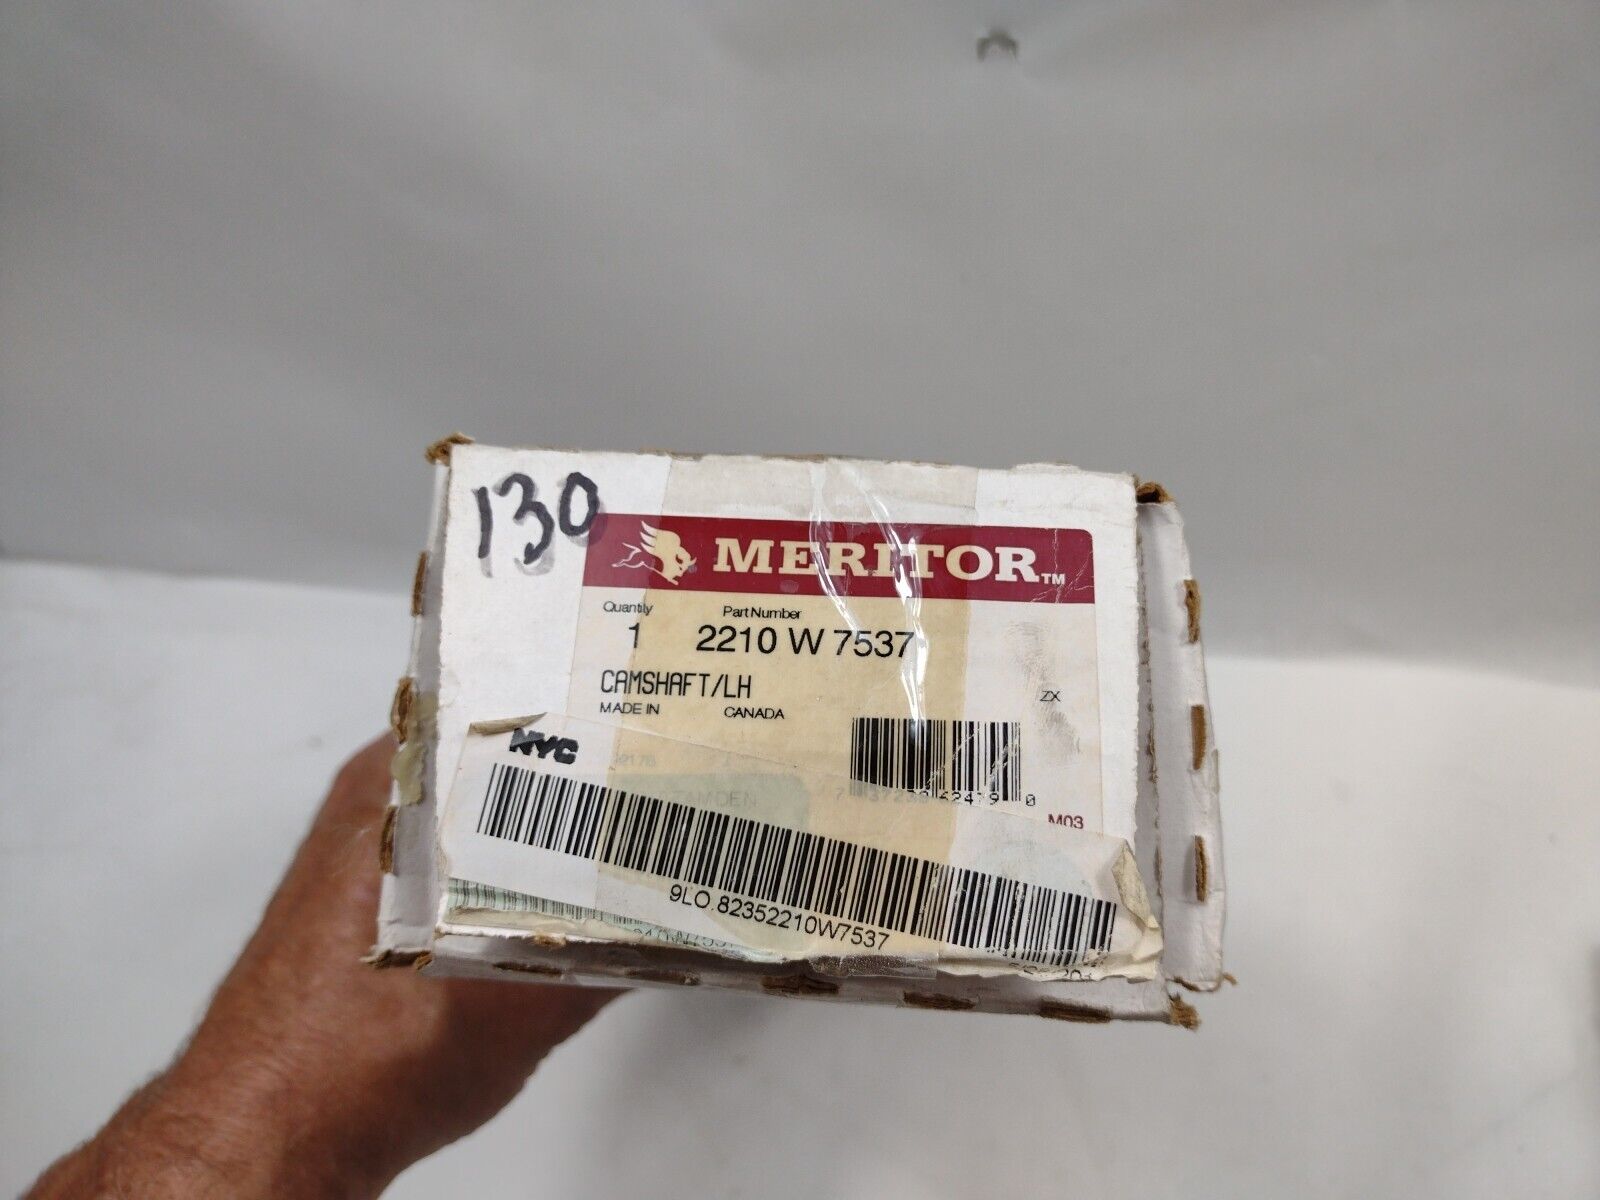 130
MERITOR™
Quantity Part Number
1 2210 W 7537
CAMSHAFT/LH ZX
MADE IN CANADA
NYC
M03
9LO.82352210W7537